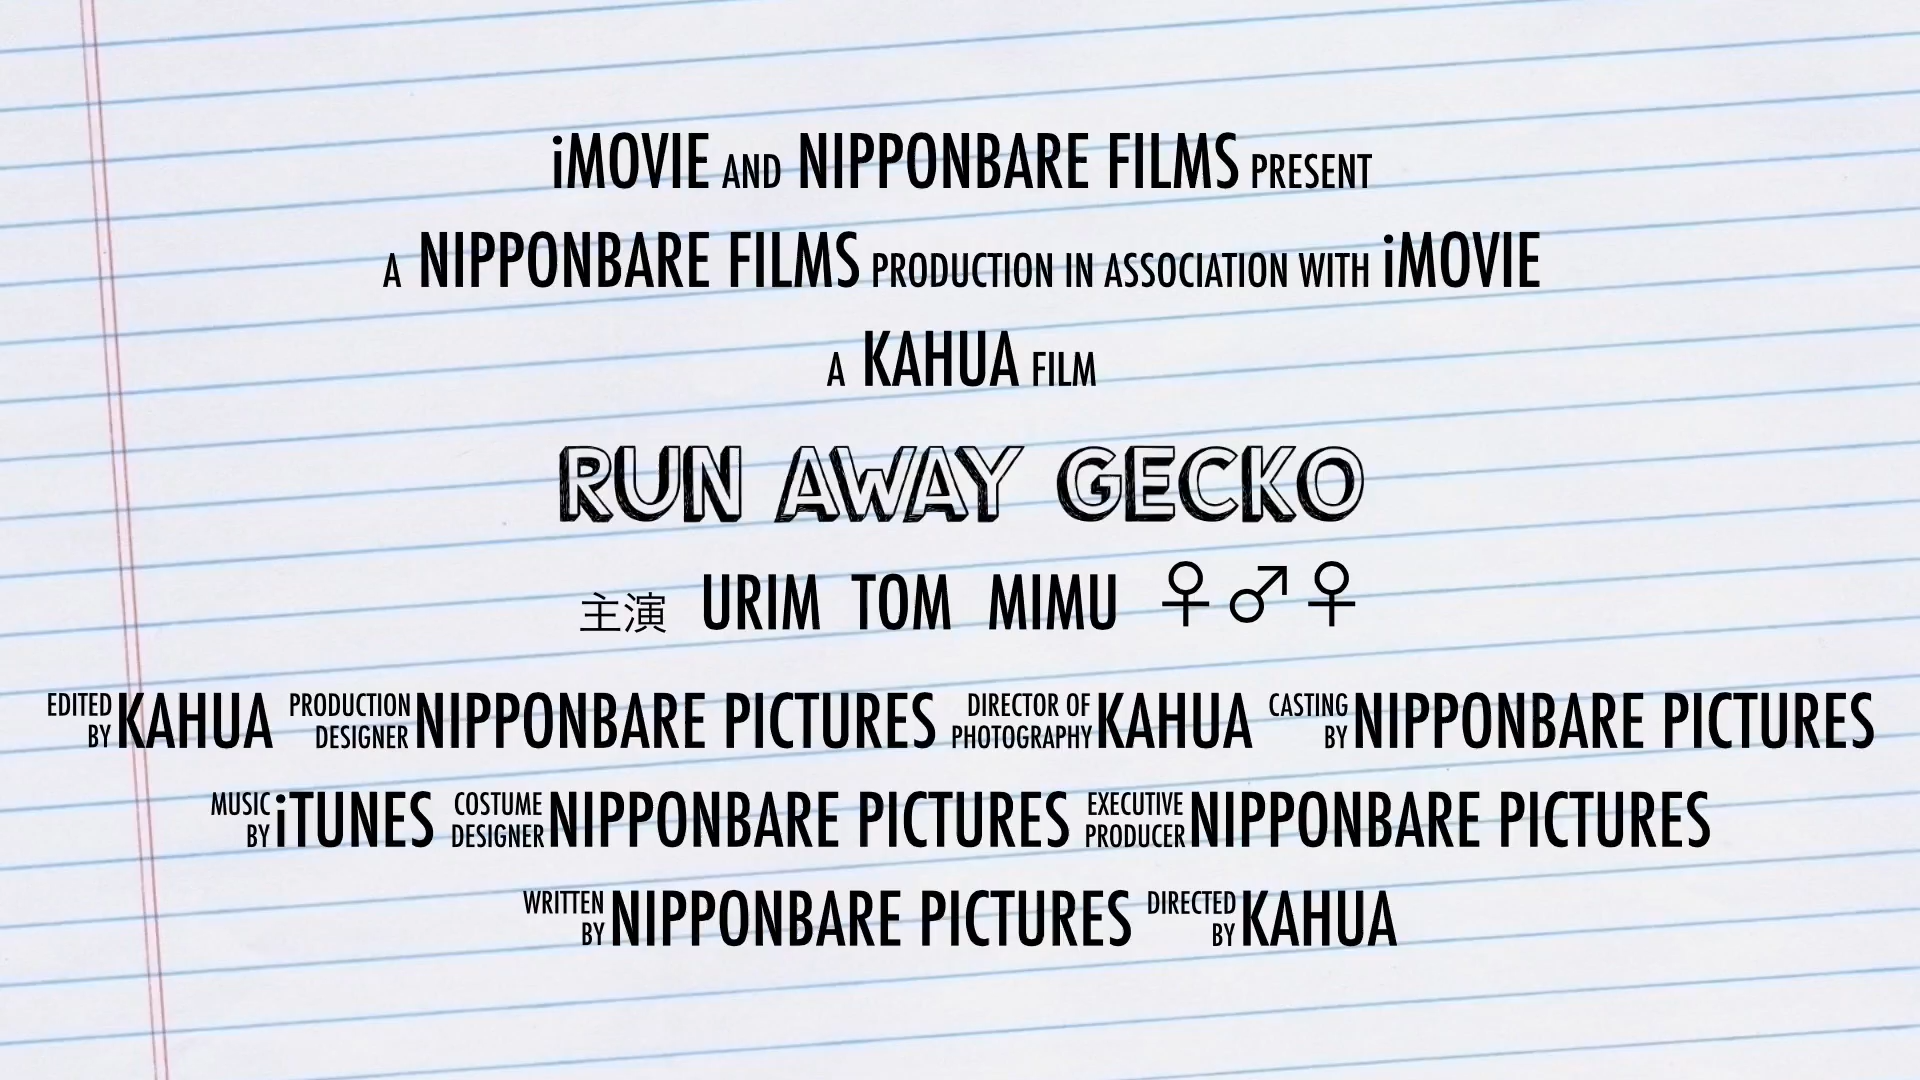 iMOVIE AND NIPPONBARE FILMS PRESENT
A NIPPONBARE FILMS PRODUCTION IN ASSOCIATION WITH iMOVIE
A KAHUA FILM
RUN AWAY GECKO
主演 URIM TOM MIMU ♀♂♀
EDITED BY KAHUA PRODUCTION DESIGNER NIPPONBARE PICTURES DIRECTOR OF PHOTOGRAPHY KAHUA CASTING BY NIPPONBARE PICTURES
MUSIC BY iTUNES COSTUME DESIGNER NIPPONBARE PICTURES EXECUTIVE PRODUCER NIPPONBARE PICTURES
WRITTEN BY NIPPONBARE PICTURES DIRECTED BY KAHUA